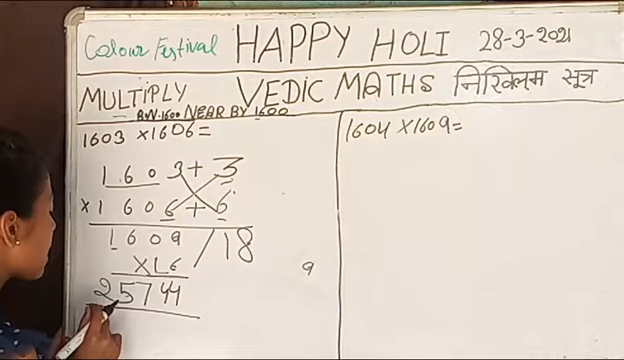 Colour Festival HAPPY HOLI 28-3-2021
MULTIPLY VEDIC MATHS निखिलम सूत्र
B.N. 1600 NEAR BY 1600
1603 × 1606 =
1603 + 3
× 1606 + 6
1609 / 18
× 16
25744
9
1604 × 1609 =